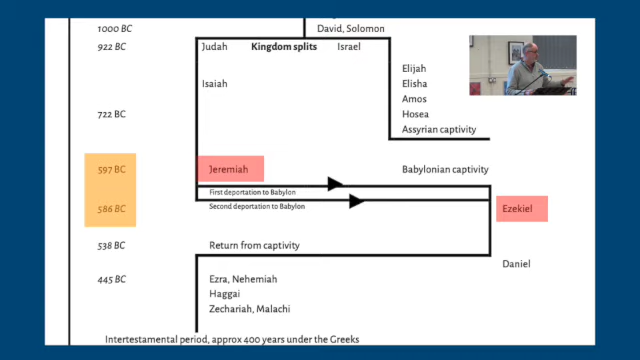 1000 BC David, Solomon
922 BC Judah Kingdom splits Israel
Elijah
Isaiah Elisha
Amos
722 BC Hosea
Assyrian captivity
597 BC Jeremiah Babylonian captivity
First deportation to Babylon
586 BC Second deportation to Babylon Ezekiel
538 BC Return from captivity
Daniel
445 BC Ezra, Nehemiah
Haggai
Zechariah, Malachi
Intertestamental period, approx 400 years under the Greeks